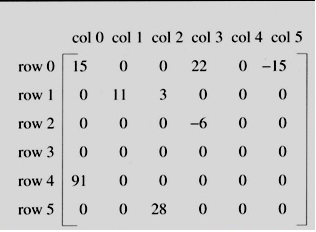 col 0 col 1 col 2 col 3 col 4 col 5
row 0 15 0 0 22 0 −15
row 1 0 11 3 0 0 0
row 2 0 0 0 −6 0 0
row 3 0 0 0 0 0 0
row 4 91 0 0 0 0 0
row 5 0 0 28 0 0 0